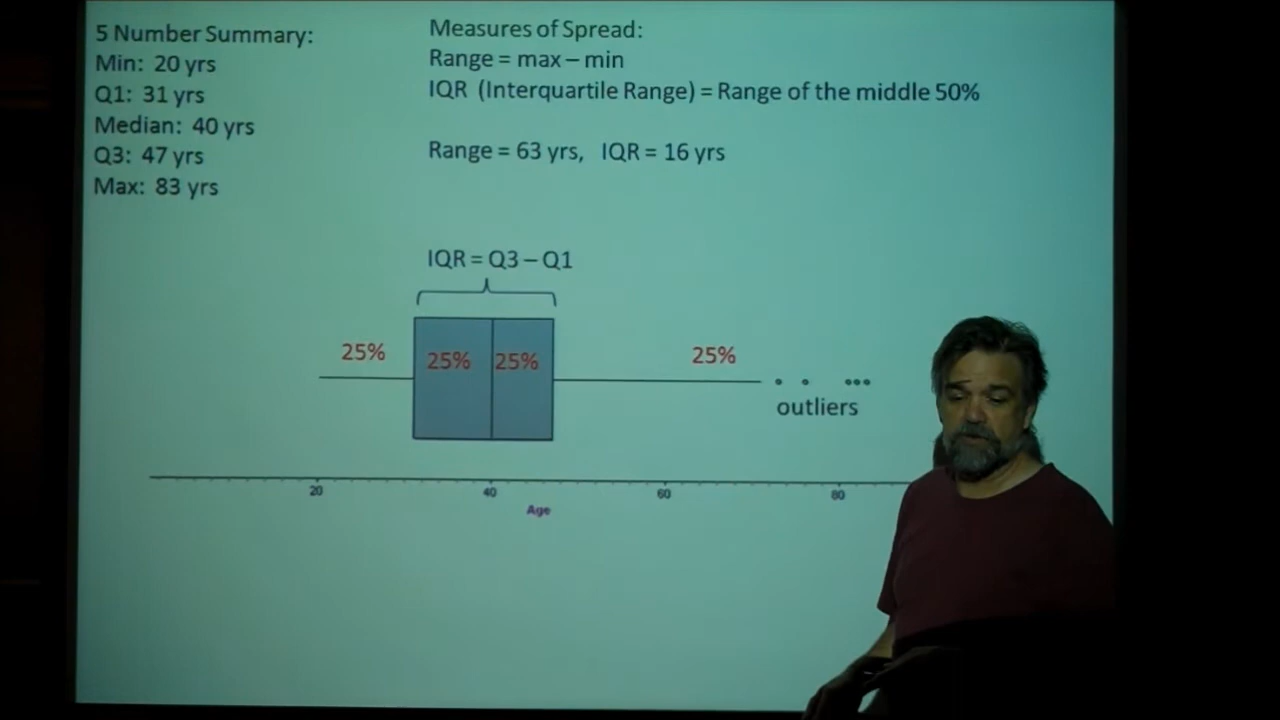 5 Number Summary:
Min: 20 yrs
Q1: 31 yrs
Median: 40 yrs
Q3: 47 yrs
Max: 83 yrs
Measures of Spread:
Range = max – min
IQR (Interquartile Range) = Range of the middle 50%
Range = 63 yrs, IQR = 16 yrs
IQR = Q3 – Q1
25% 25% 25% 25%
outliers
20 40 60 80
Age